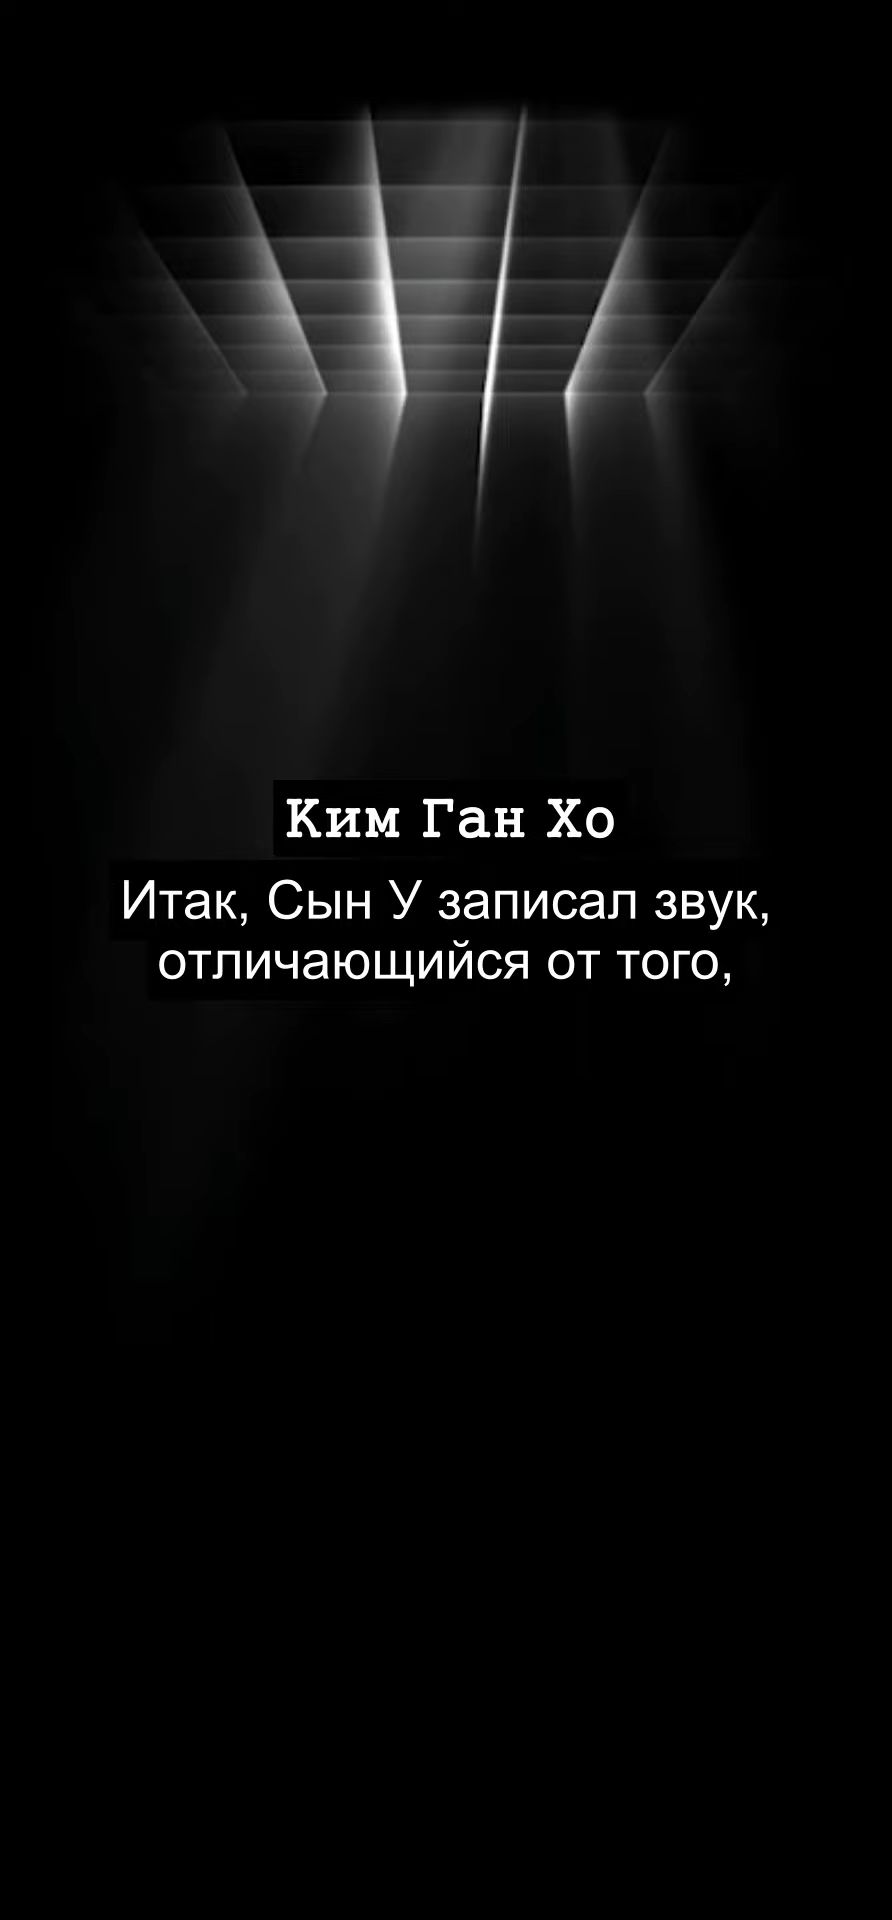 Ким Ган Хо
Итак, Сын У записал звук,
отличающийся от того,